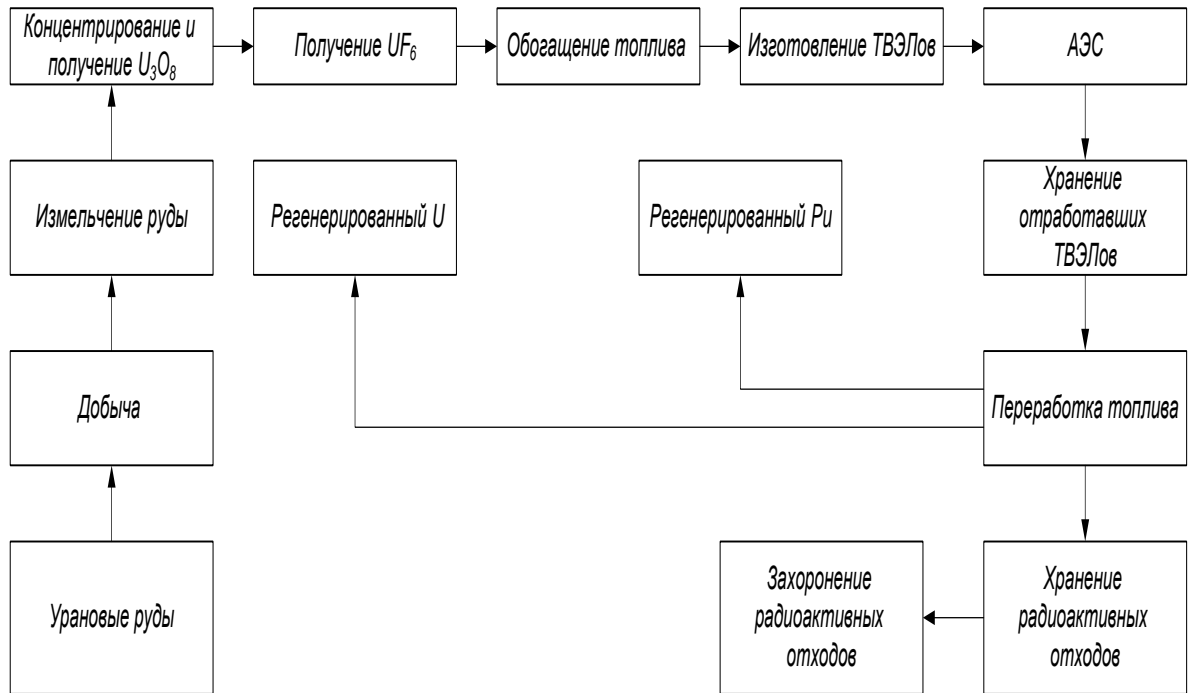 Концентрирование и
получение U₃O₈
Получение UF₆
Обогащение топлива
Изготовление ТВЭЛов
АЭС
Измельчение руды
Регенерированный U
Регенерированный Pu
Хранение
отработавших
ТВЭЛов
Добыча
Переработка топлива
Урановые руды
Захоронение
радиоактивных
отходов
Хранение
радиоактивных
отходов